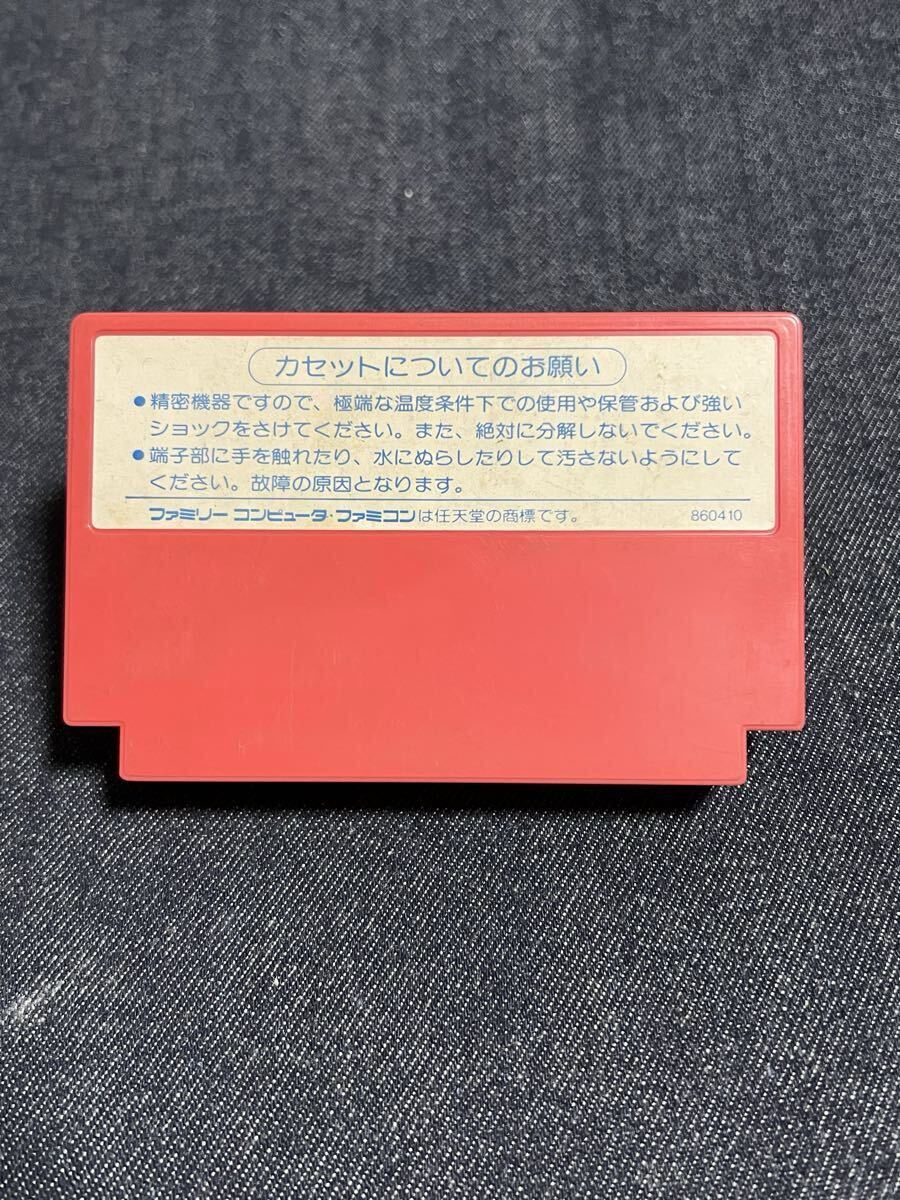 カセットについてのお願い
●精密機器ですので、極端な温度条件下での使用や保管および強い
ショックをさけてください。また、絶対に分解しないでください。
●端子部に手を触れたり、水にぬらしたりして汚さないようにして
ください。故障の原因となります。
ファミリー コンピュータ・ファミコンは任天堂の商標です。 860410